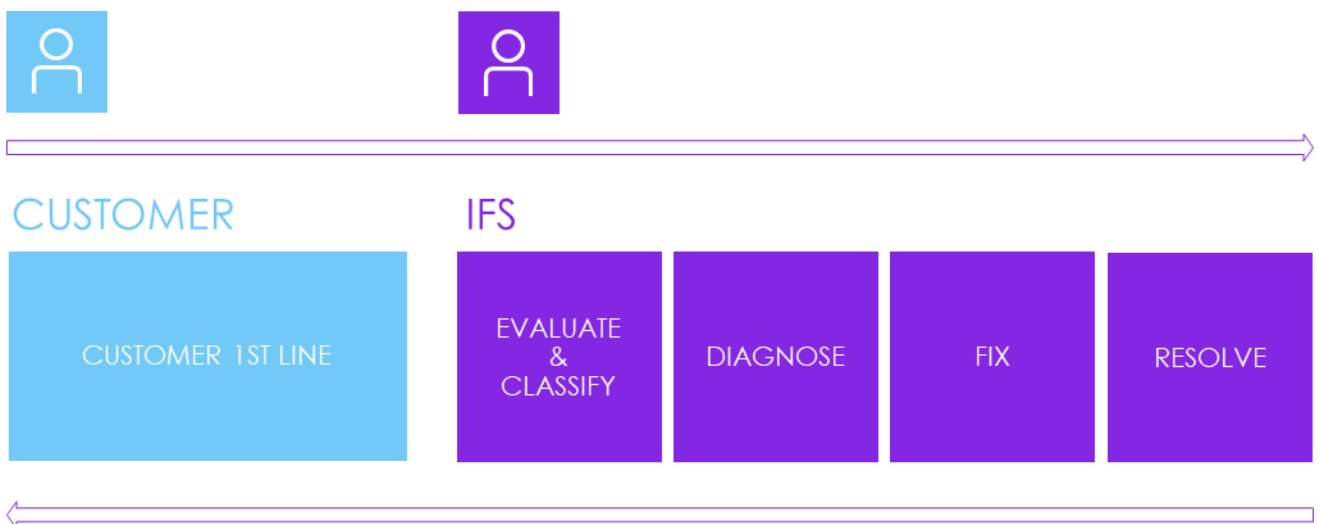 CUSTOMER
IFS
CUSTOMER 1ST LINE
EVALUATE
&
CLASSIFY
DIAGNOSE
FIX
RESOLVE